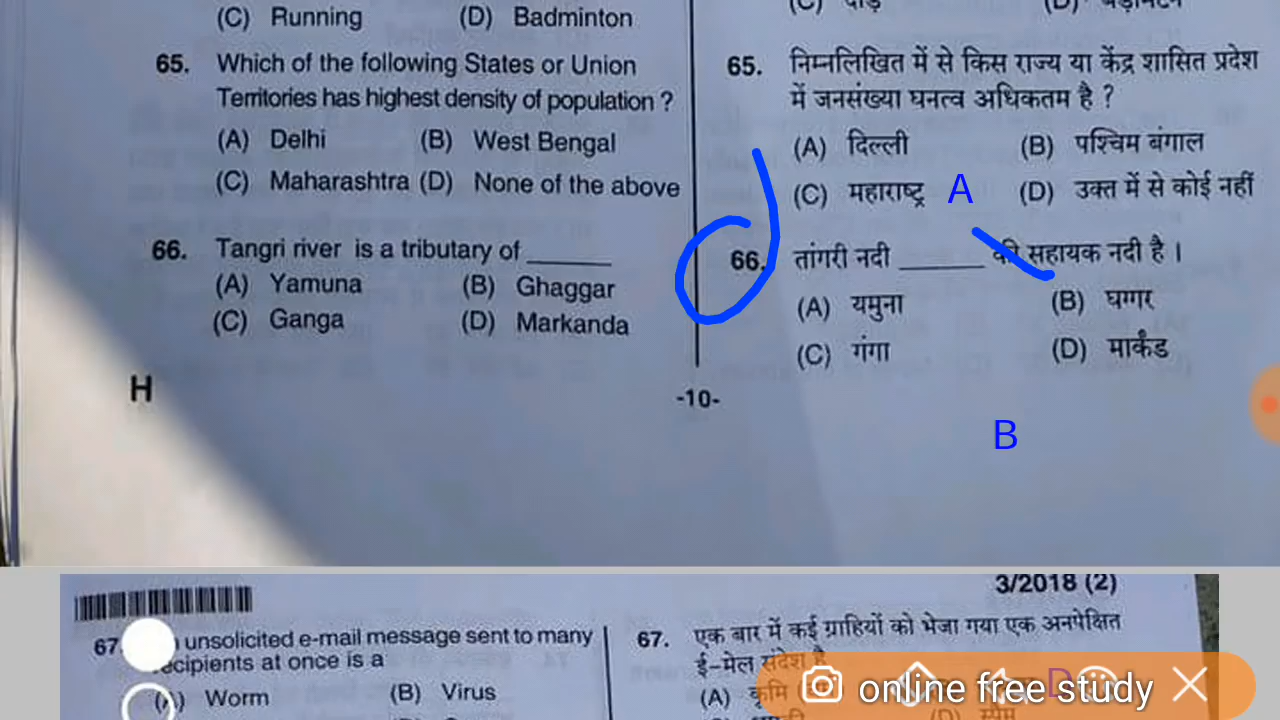 (C) Running (D) Badminton
65. Which of the following States or Union
Territories has highest density of population ?
(A) Delhi (B) West Bengal
(C) Maharashtra (D) None of the above
66. Tangri river is a tributary of ______
(A) Yamuna (B) Ghaggar
(C) Ganga (D) Markanda
H
65. निम्नलिखित में से किस राज्य या केंद्र शासित प्रदेश
में जनसंख्या घनत्व अधिकतम है ?
(A) दिल्ली (B) पश्चिम बंगाल
(C) महाराष्ट्र A (D) उक्त में से कोई नहीं
66. तांगरी नदी ______ की सहायक नदी है ।
(A) यमुना (B) घग्गर
(C) गंगा (D) मार्कंड
-10-
B
3/2018 (2)
67. unsolicited e-mail message sent to many
recipients at once is a
(A) Worm (B) Virus
67. एक बार में कई ग्राहियों को भेजा गया एक अनपेक्षित
ई-मेल संदेश है
(A) कृमि
D
online free study